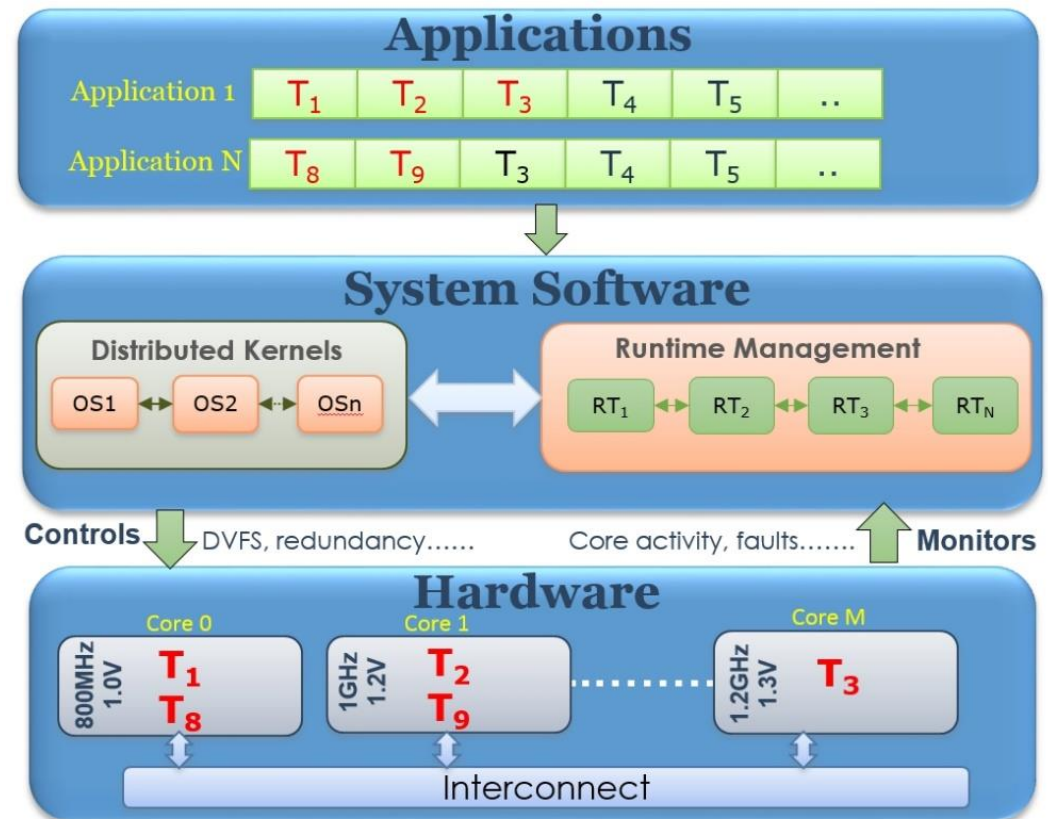 Applications
Application 1 T₁ T₂ T₃ T₄ T₅ ..
Application N T₈ T₉ T₃ T₄ T₅ ..
System Software
Distributed Kernels
OS1 OS2 OSn
Runtime Management
RT₁ RT₂ RT₃ RT_N
Controls
DVFS, redundancy......
Core activity, faults.......
Monitors
Hardware
Core 0
800MHz
1.0V
T₁
T₈
Core 1
1GHz
1.2V
T₂
T₉
Core M
1.2GHz
1.3V
T₃
Interconnect